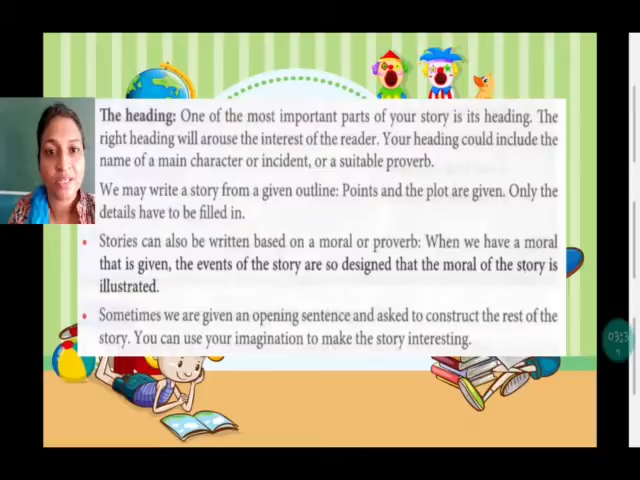 The heading: One of the most important parts of your story is its heading. The
right heading will arouse the interest of the reader. Your heading could include the
name of a main character or incident, or a suitable proverb.
We may write a story from a given outline: Points and the plot are given. Only the
details have to be filled in.
• Stories can also be written based on a moral or proverb: When we have a moral
that is given, the events of the story are so designed that the moral of the story is
illustrated.
• Sometimes we are given an opening sentence and asked to construct the rest of the
story. You can use your imagination to make the story interesting.